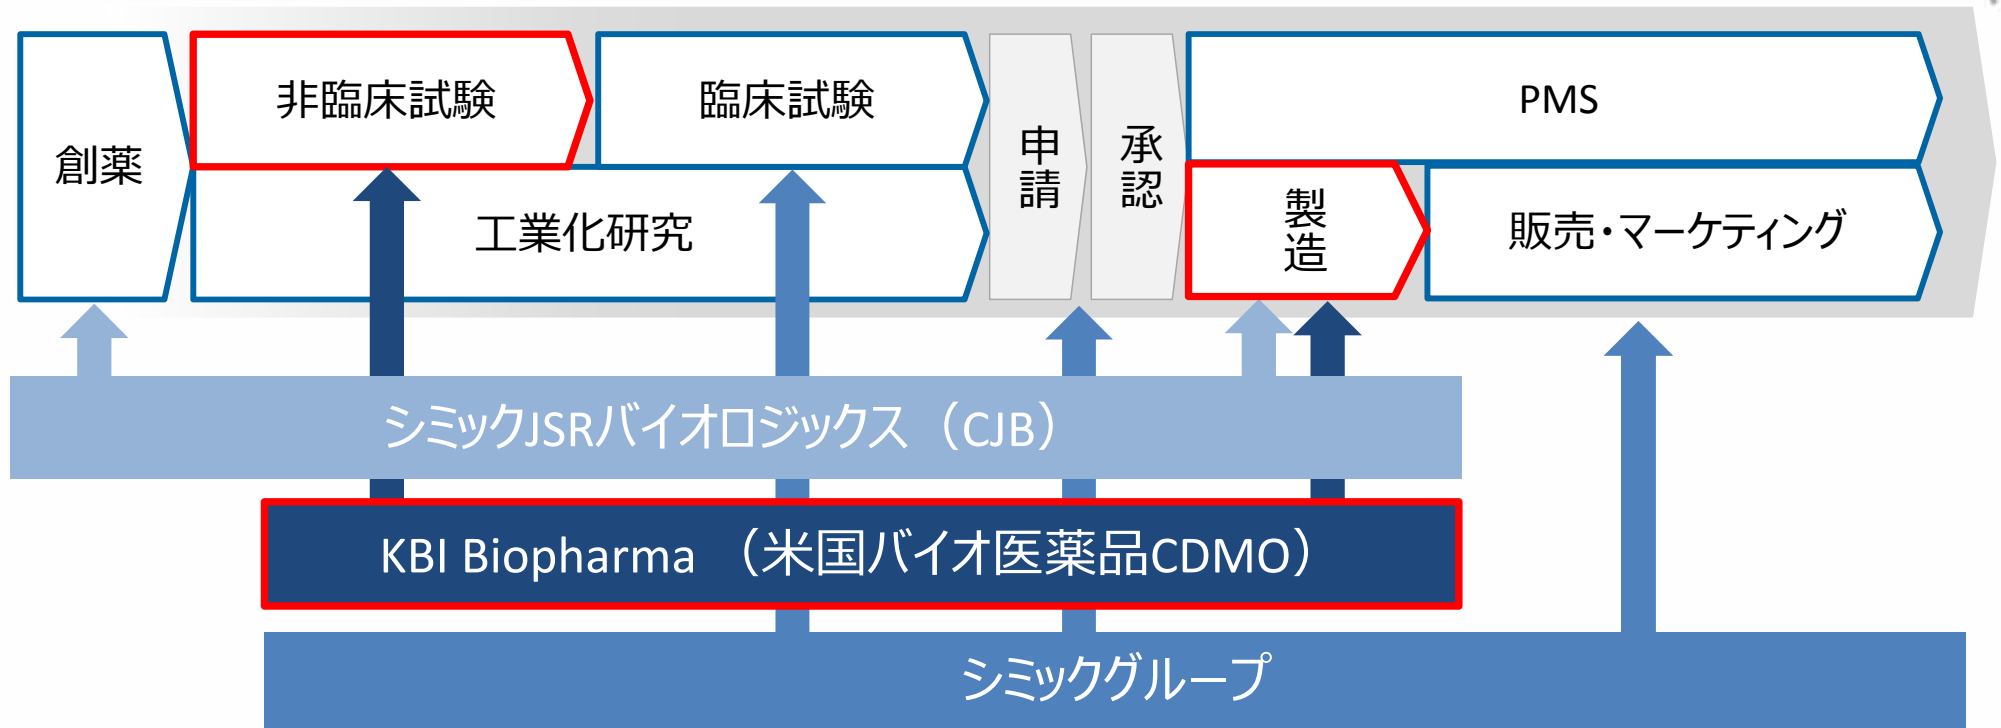 創薬
非臨床試験
臨床試験
工業化研究
申請
承認
PMS
製造
販売・マーケティング
シミックJSRバイオロジックス（CJB）
KBI Biopharma （米国バイオ医薬品CDMO）
シミックグループ